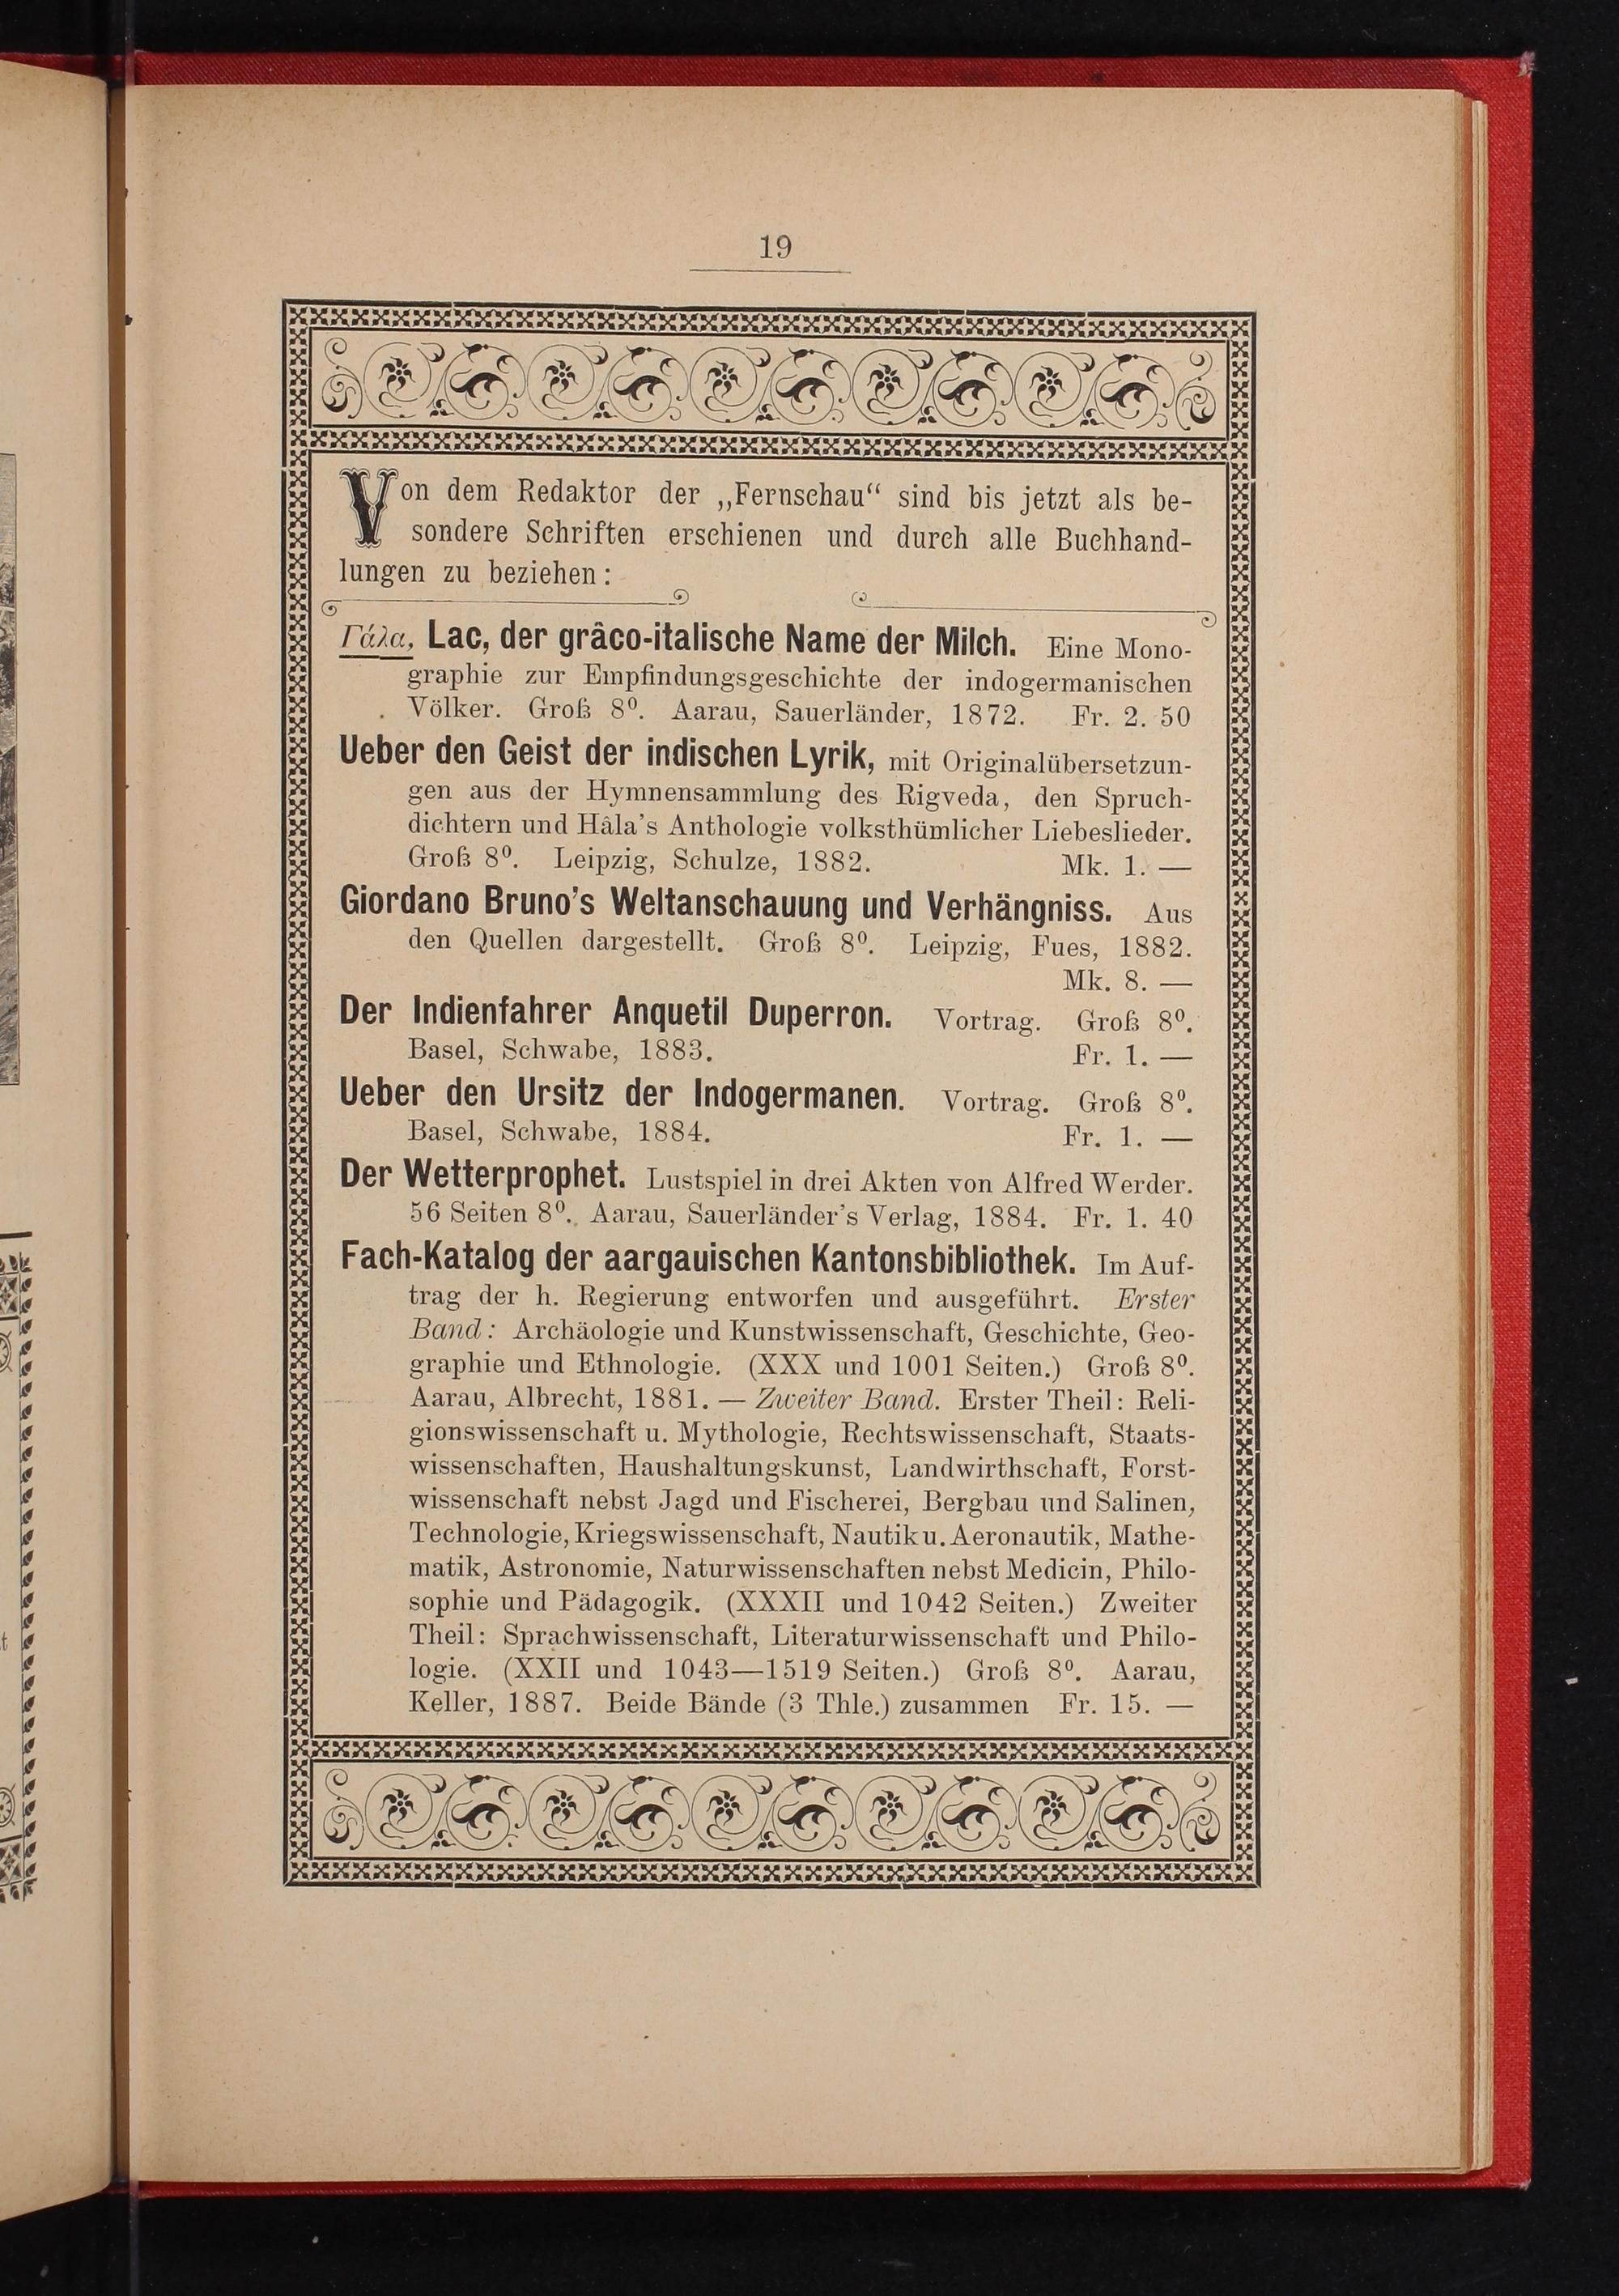 19
Von dem Redaktor der „Fernschau“ sind bis jetzt als be-
sondere Schriften erschienen und durch alle Buchhand-
lungen zu beziehen:
Γάλα, Lac, der gräco-italische Name der Milch. Eine Mono-
graphie zur Empfindungsgeschichte der indogermanischen
Völker. Groß 8⁰. Aarau, Sauerländer, 1872. Fr. 2. 50
Ueber den Geist der indischen Lyrik, mit Originalübersetzun-
gen aus der Hymnensammlung des Rigveda, den Spruch-
dichtern und Hâla's Anthologie volksthümlicher Liebeslieder.
Groß 8⁰. Leipzig, Schulze, 1882. Mk. 1. —
Giordano Bruno's Weltanschauung und Verhängniss. Aus
den Quellen dargestellt. Groß 8⁰. Leipzig, Fues, 1882.
Mk. 8. —
Der Indienfahrer Anquetil Duperron. Vortrag. Groß 8⁰.
Basel, Schwabe, 1883. Fr. 1. —
Ueber den Ursitz der Indogermanen. Vortrag. Groß 8⁰.
Basel, Schwabe, 1884. Fr. 1. —
Der Wetterprophet. Lustspiel in drei Akten von Alfred Werder.
56 Seiten 8⁰. Aarau, Sauerländer's Verlag, 1884. Fr. 1. 40
Fach-Katalog der aargauischen Kantonsbibliothek. Im Auf-
trag der h. Regierung entworfen und ausgeführt. Erster
Band: Archäologie und Kunstwissenschaft, Geschichte, Geo-
graphie und Ethnologie. (XXX und 1001 Seiten.) Groß 8⁰.
Aarau, Albrecht, 1881. — Zweiter Band. Erster Theil: Reli-
gionswissenschaft u. Mythologie, Rechtswissenschaft, Staats-
wissenschaften, Haushaltungskunst, Landwirthschaft, Forst-
wissenschaft nebst Jagd und Fischerei, Bergbau und Salinen,
Technologie, Kriegswissenschaft, Nautik u. Aeronautik, Mathe-
matik, Astronomie, Naturwissenschaften nebst Medicin, Philo-
sophie und Pädagogik. (XXXII und 1042 Seiten.) Zweiter
Theil: Sprachwissenschaft, Literaturwissenschaft und Philo-
logie. (XXII und 1043—1519 Seiten.) Groß 8⁰. Aarau,
Keller, 1887. Beide Bände (3 Thle.) zusammen Fr. 15. —